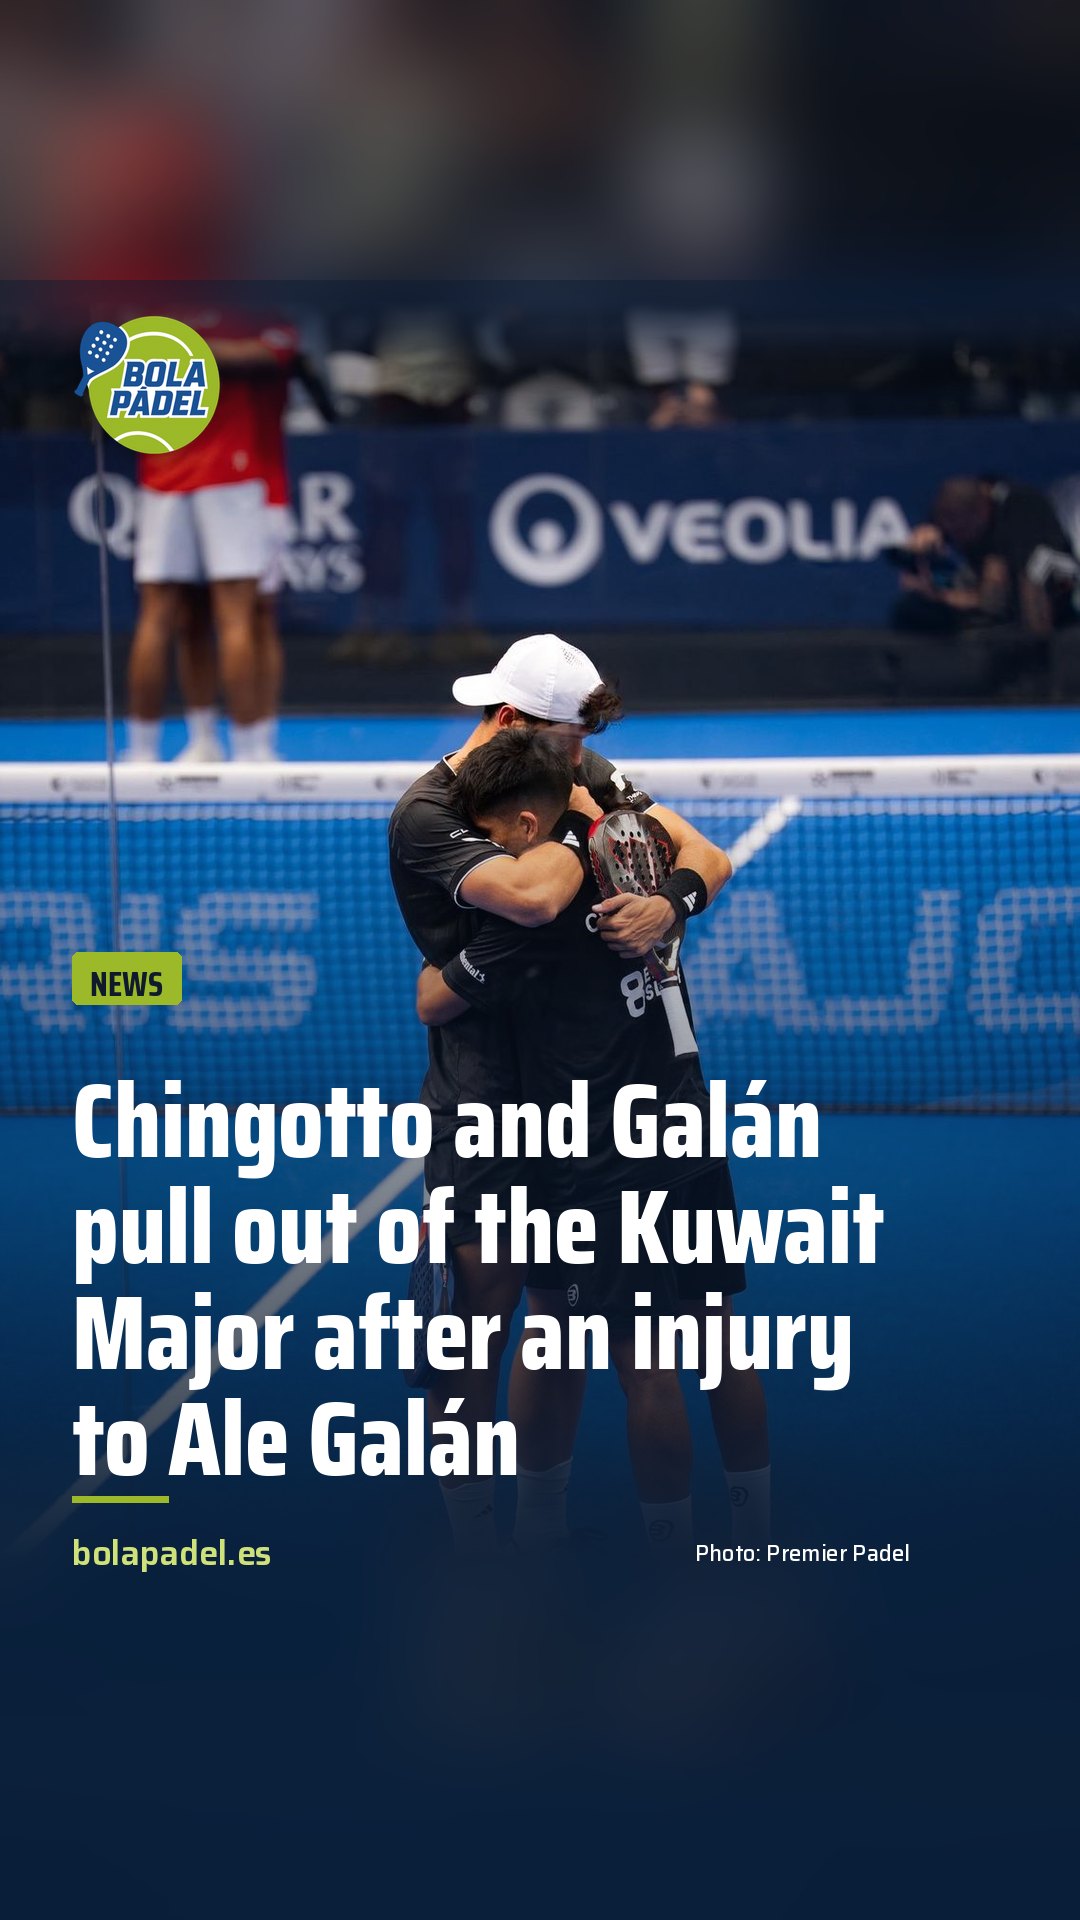 BOLA
PÁDEL
VEOLIA
NEWS
Chingotto and Galán
pull out of the Kuwait
Major after an injury
to Ale Galán
bolapadel.es
Photo: Premier Padel